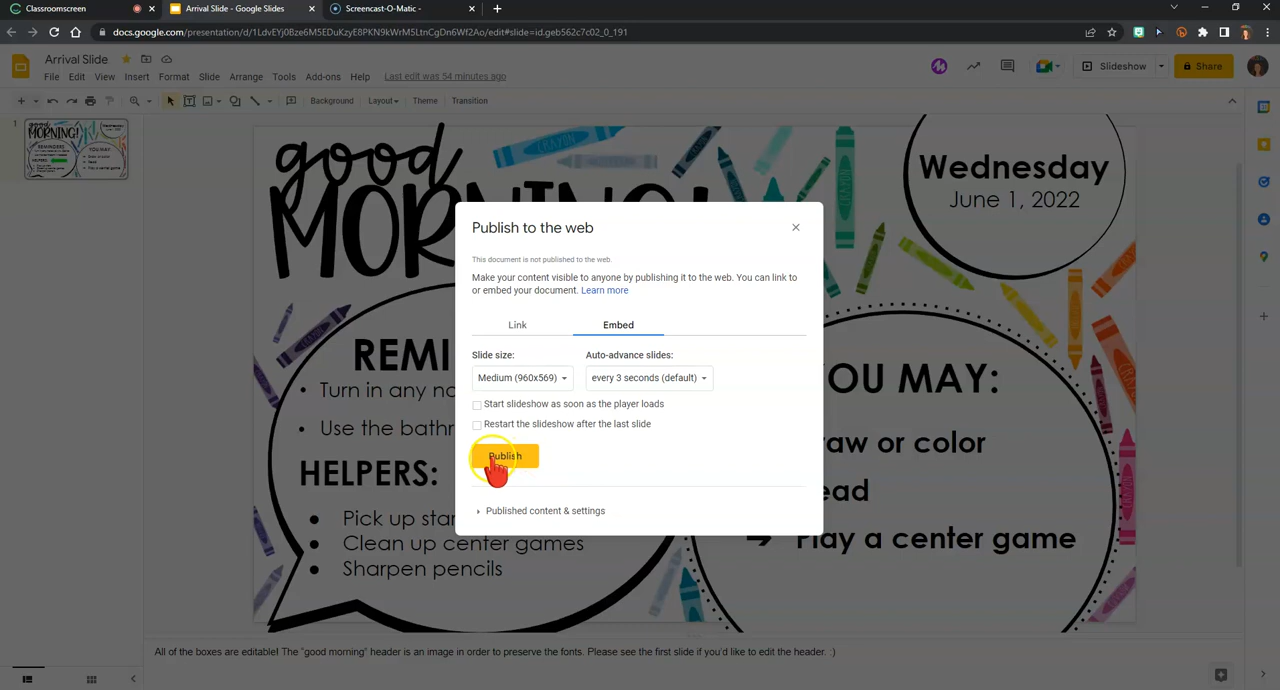 Classroomscreen
Arrival Slide - Google Slides
Screencast-O-Matic -
docs.google.com/presentation/d/1LdvEYj0Bze6M5EDuKzyE8PKN9kWrM5LtnCgDn6Wf2Ao/edit#slide=id.geb562c7c02_0_191
Arrival Slide
File Edit View Insert Format Slide Arrange Tools Add-ons Help Last edit was 54 minutes ago
Slideshow
Share
Background Layout Theme Transition
1
good
MORNING!
Wednesday
June 1, 2022
Publish to the web
This document is not published to the web.
Make your content visible to anyone by publishing it to the web. You can link to
or embed your document. Learn more
Link Embed
Slide size: Auto-advance slides:
Medium (960x569) every 3 seconds (default)
Start slideshow as soon as the player loads
Restart the slideshow after the last slide
Publish
Published content & settings
REMI
• Turn in any no
• Use the bath
HELPERS:
● Pick up star
● Clean up center games
● Sharpen pencils
OU MAY:
raw or color
ead
➔ Play a center game
CRAYON
All of the boxes are editable! The "good morning" header is an image in order to preserve the fonts. Please see the first slide if you'd like to edit the header. :)